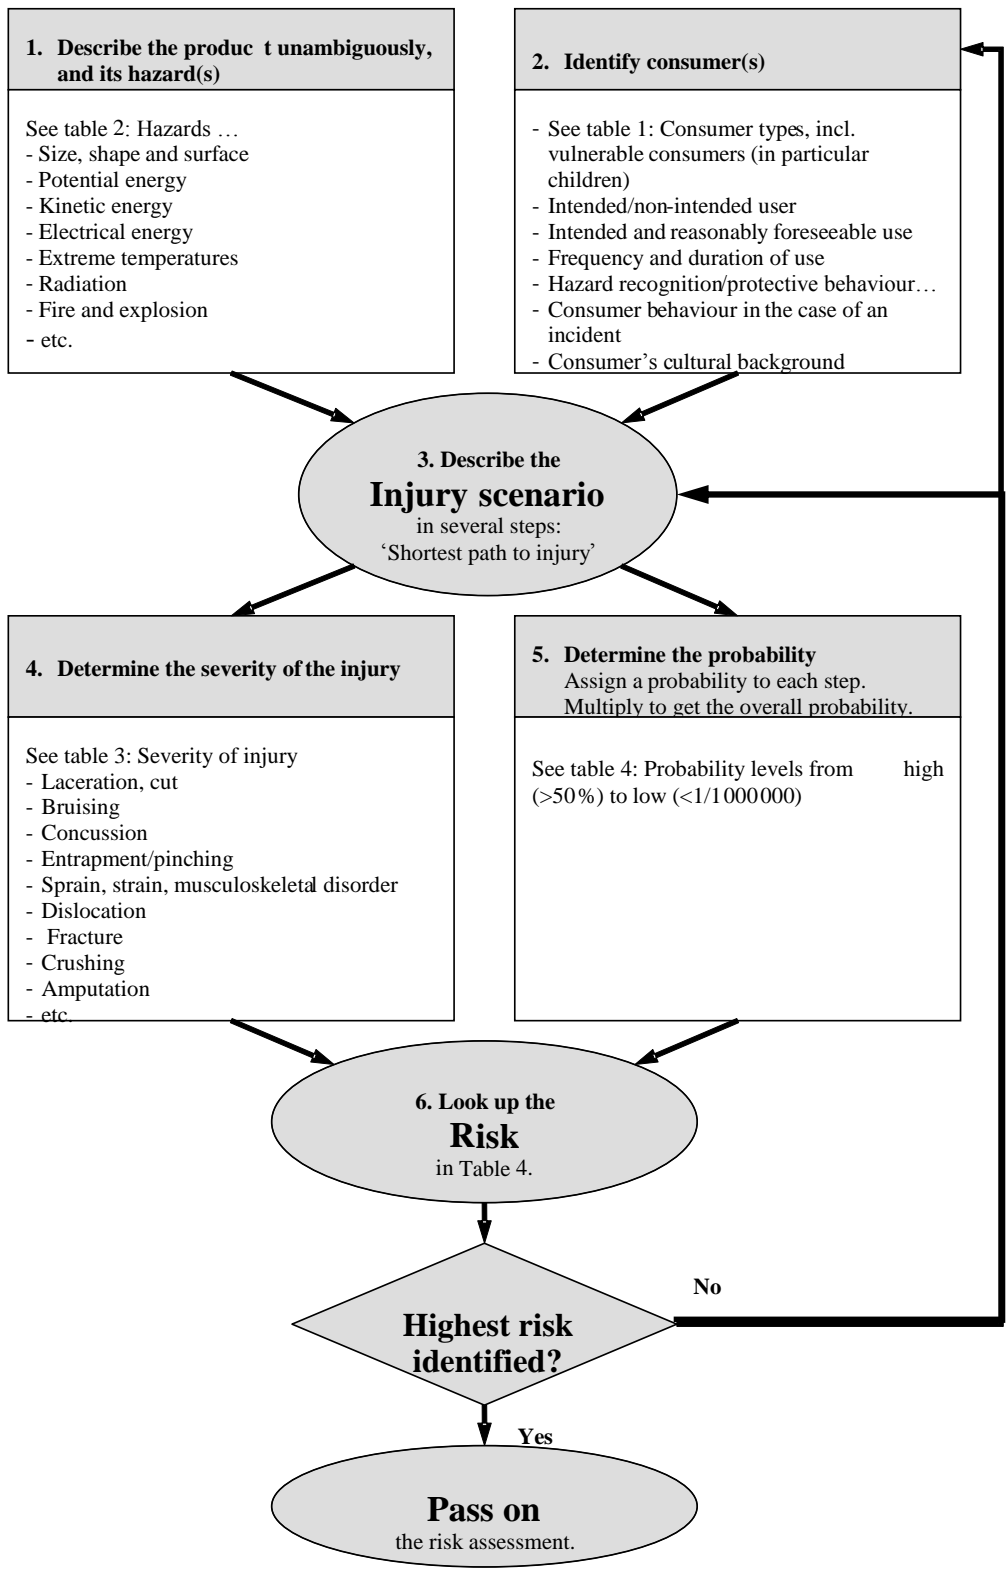 1. Describe the produc t unambiguously,
and its hazard(s)
See table 2: Hazards …
- Size, shape and surface
- Potential energy
- Kinetic energy
- Electrical energy
- Extreme temperatures
- Radiation
- Fire and explosion
- etc.
2. Identify consumer(s)
- See table 1: Consumer types, incl.
vulnerable consumers (in particular
children)
- Intended/non-intended user
- Intended and reasonably foreseeable use
- Frequency and duration of use
- Hazard recognition/protective behaviour…
- Consumer behaviour in the case of an
incident
- Consumer’s cultural background
3. Describe the
Injury scenario
in several steps:
‘Shortest path to injury’
4. Determine the severity of the injury
See table 3: Severity of injury
- Laceration, cut
- Bruising
- Concussion
- Entrapment/pinching
- Sprain, strain, musculoskeletal disorder
- Dislocation
- Fracture
- Crushing
- Amputation
- etc.
5. Determine the probability
Assign a probability to each step.
Multiply to get the overall probability.
See table 4: Probability levels from high
(>50%) to low (<1/1000000)
6. Look up the
Risk
in Table 4.
Highest risk
identified?
No
Yes
Pass on
the risk assessment.